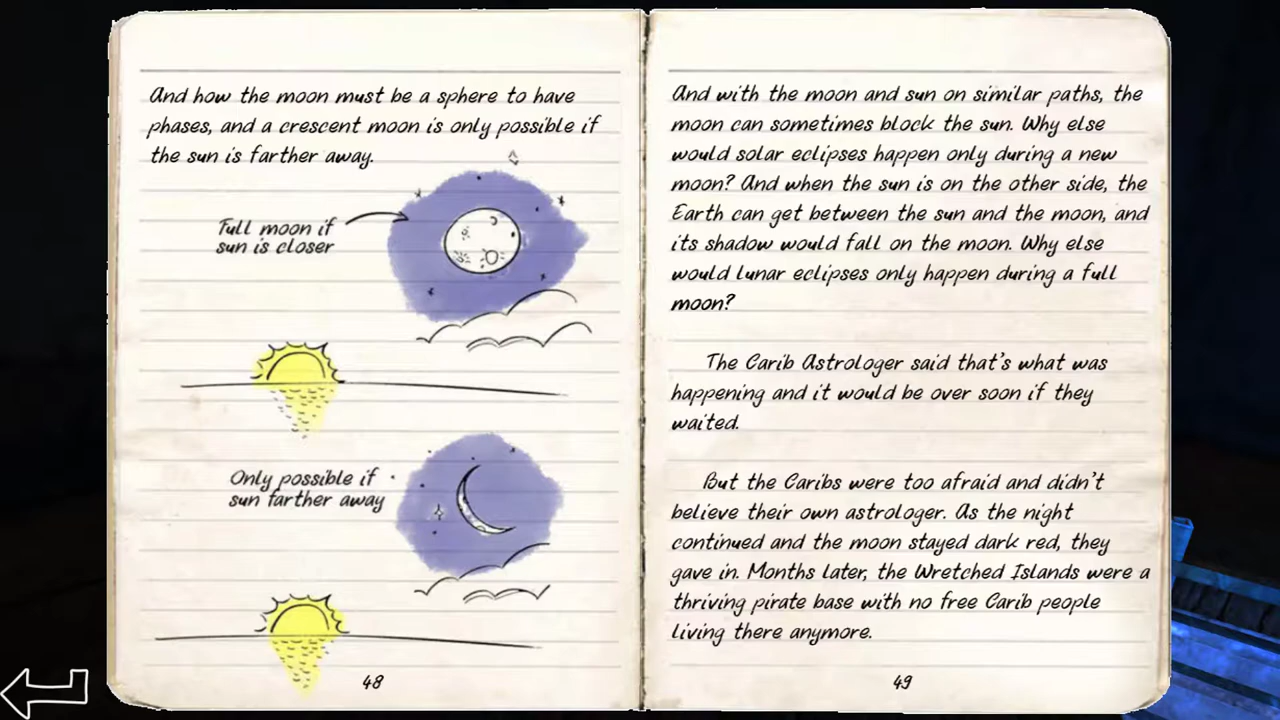 And how the moon must be a sphere to have
phases, and a crescent moon is only possible if
the sun is farther away.
Full moon if
sun is closer
Only possible if
sun farther away
48
And with the moon and sun on similar paths, the
moon can sometimes block the sun. Why else
would solar eclipses happen only during a new
moon? And when the sun is on the other side, the
Earth can get between the sun and the moon, and
its shadow would fall on the moon. Why else
would lunar eclipses only happen during a full
moon?
The Carib Astrologer said that's what was
happening and it would be over soon if they
waited.
But the Caribs were too afraid and didn't
believe their own astrologer. As the night
continued and the moon stayed dark red, they
gave in. Months later, the Wretched Islands were a
thriving pirate base with no free Carib people
living there anymore.
49